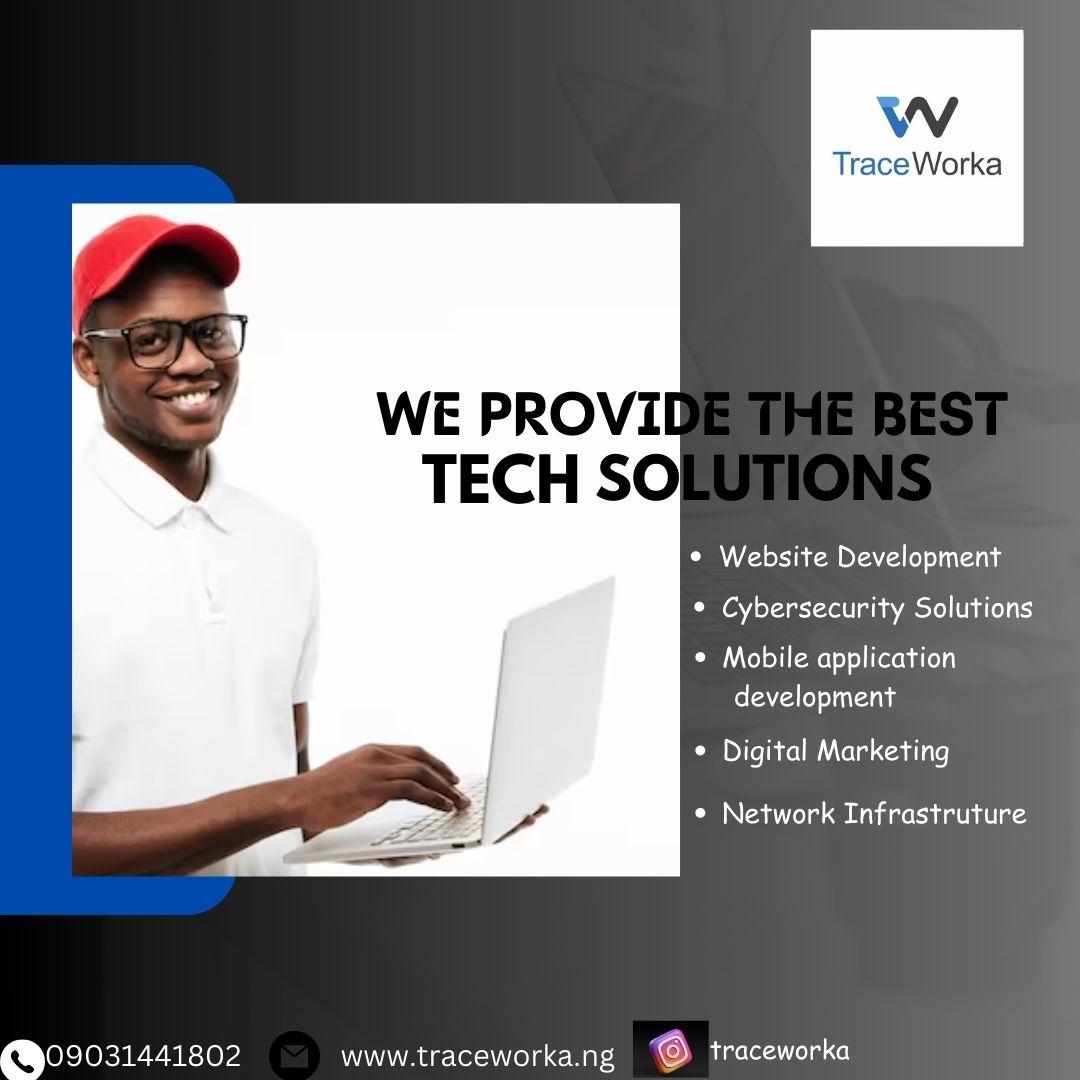 TraceWorka
WE PROVIDE THE BEST
TECH SOLUTIONS
• Website Development
• Cybersecurity Solutions
• Mobile application
development
• Digital Marketing
• Network Infrastruture
09031441802
www.traceworka.ng
traceworka